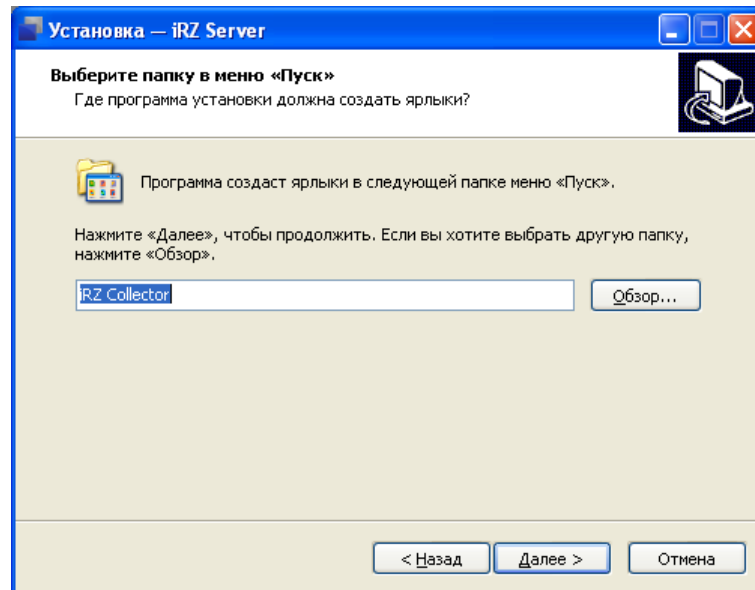 Установка — iRZ Server
Выберите папку в меню «Пуск»
Где программа установки должна создать ярлыки?
Программа создаст ярлыки в следующей папке меню «Пуск».
Нажмите «Далее», чтобы продолжить. Если вы хотите выбрать другую папку,
нажмите «Обзор».
iRZ Collector
Обзор...
< Назад
Далее >
Отмена